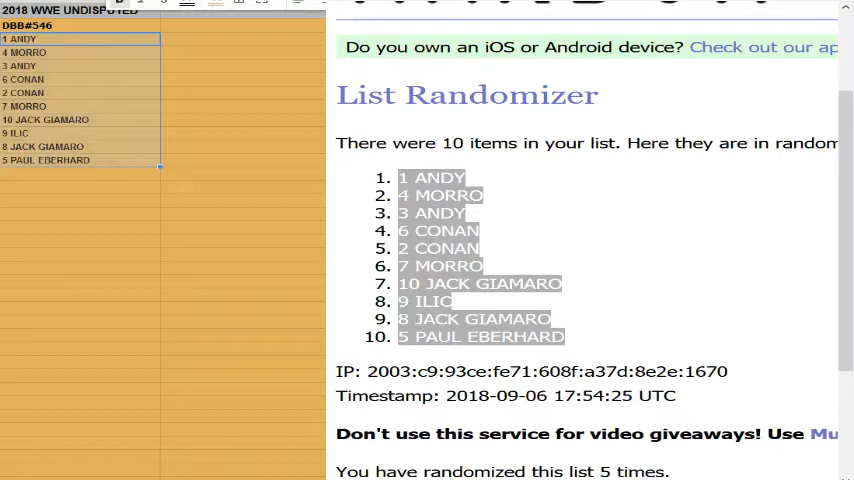 2018 WWE UNDISPUTED
DBB#546
1 ANDY
4 MORRO
3 ANDY
6 CONAN
2 CONAN
7 MORRO
10 JACK GIAMARO
9 ILIC
8 JACK GIAMARO
5 PAUL EBERHARD
Do you own an iOS or Android device? Check out our ap
List Randomizer
There were 10 items in your list. Here they are in random
1. 1 ANDY
2. 4 MORRO
3. 3 ANDY
4. 6 CONAN
5. 2 CONAN
6. 7 MORRO
7. 10 JACK GIAMARO
8. 9 ILIC
9. 8 JACK GIAMARO
10. 5 PAUL EBERHARD
IP: 2003:c9:93ce:fe71:608f:a37d:8e2e:1670
Timestamp: 2018-09-06 17:54:25 UTC
Don't use this service for video giveaways! Use Mu
You have randomized this list 5 times.